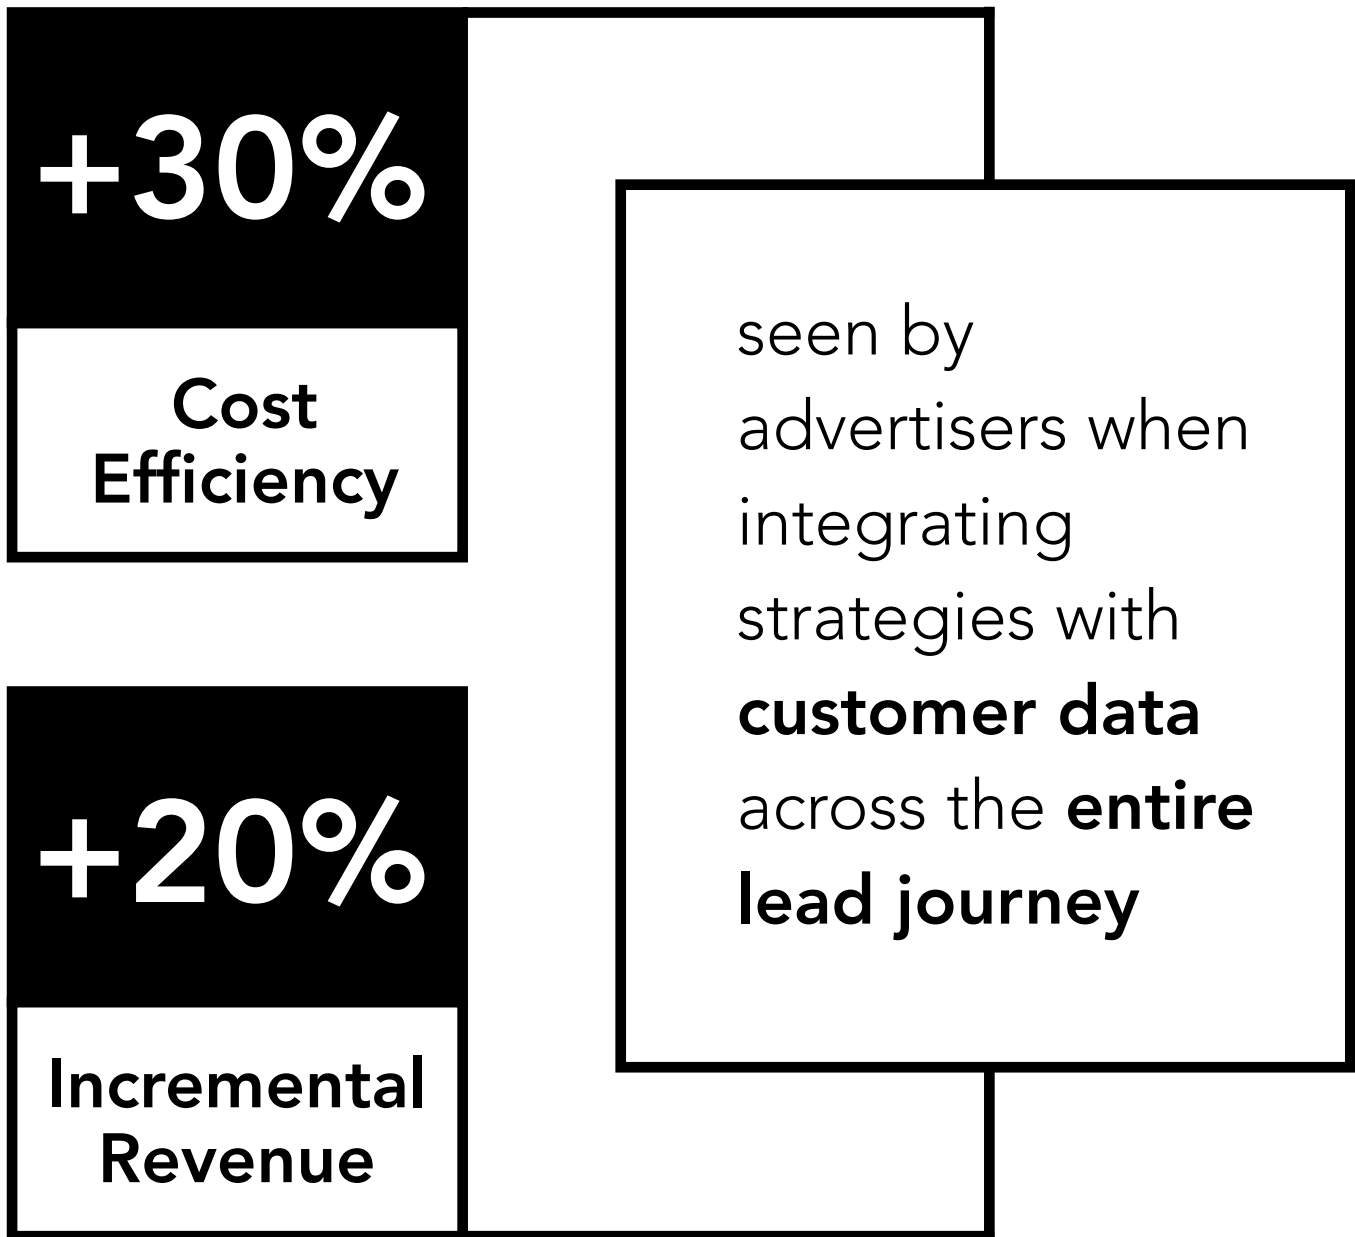 +30%
Cost
Efficiency
+20%
Incremental
Revenue
seen by
advertisers when
integrating
strategies with
customer data
across the entire
lead journey